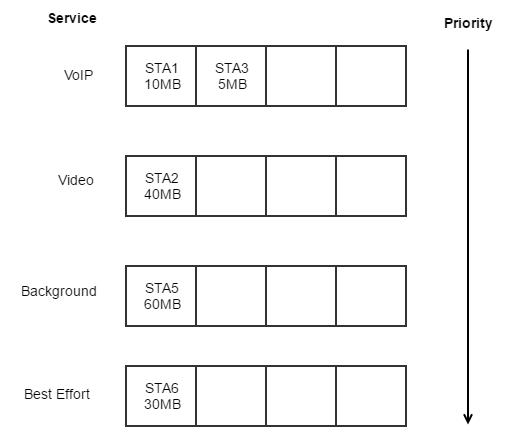 Service
Priority
VoIP
STA1
10MB
STA3
5MB
Video
STA2
40MB
Background
STA5
60MB
Best Effort
STA6
30MB